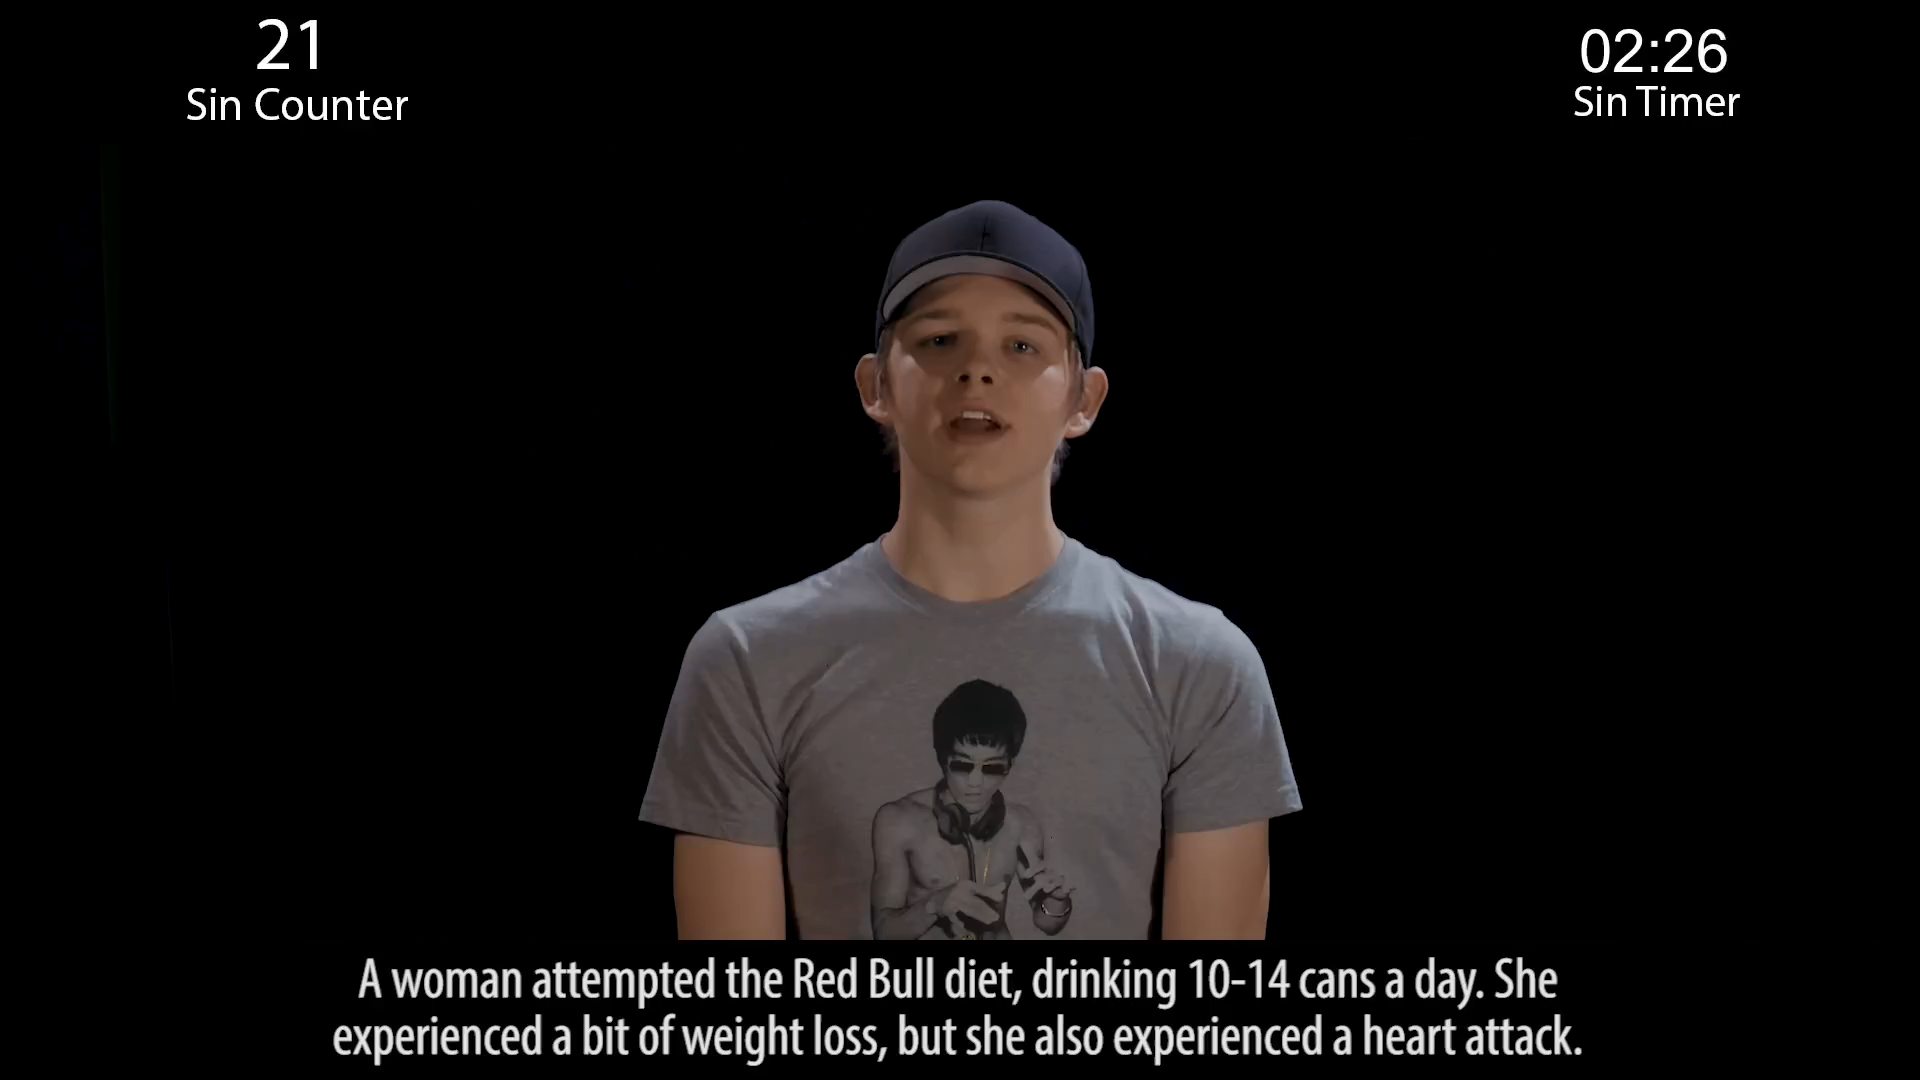 21
Sin Counter
02:26
Sin Timer
A woman attempted the Red Bull diet, drinking 10-14 cans a day. She
experienced a bit of weight loss, but she also experienced a heart attack.